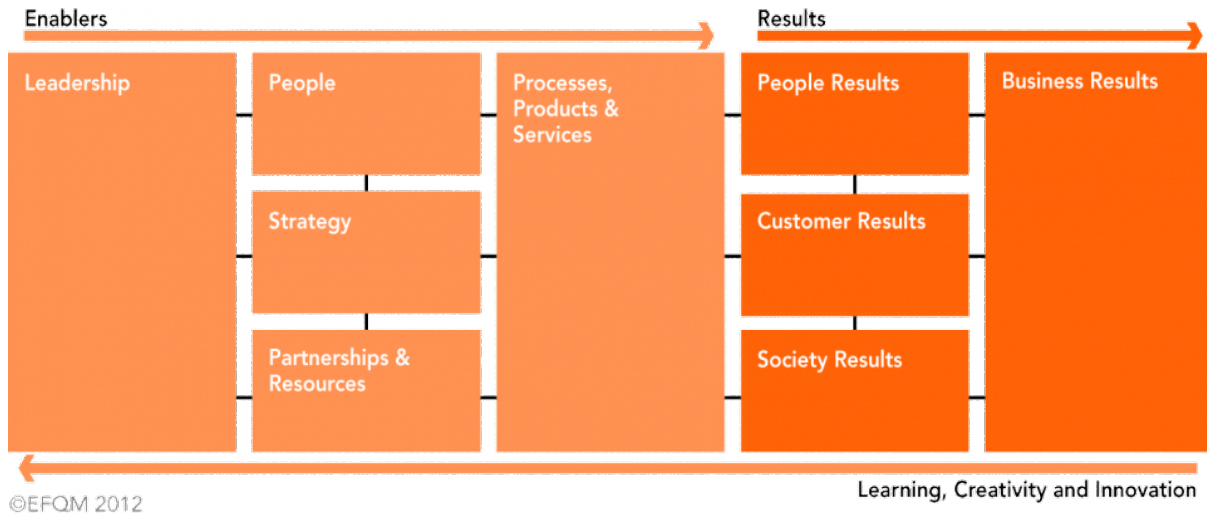 Enablers
Results
Leadership
People
Processes,
Products &
Services
People Results
Business Results
Strategy
Customer Results
Partnerships &
Resources
Society Results
Learning, Creativity and Innovation
©EFQM 2012